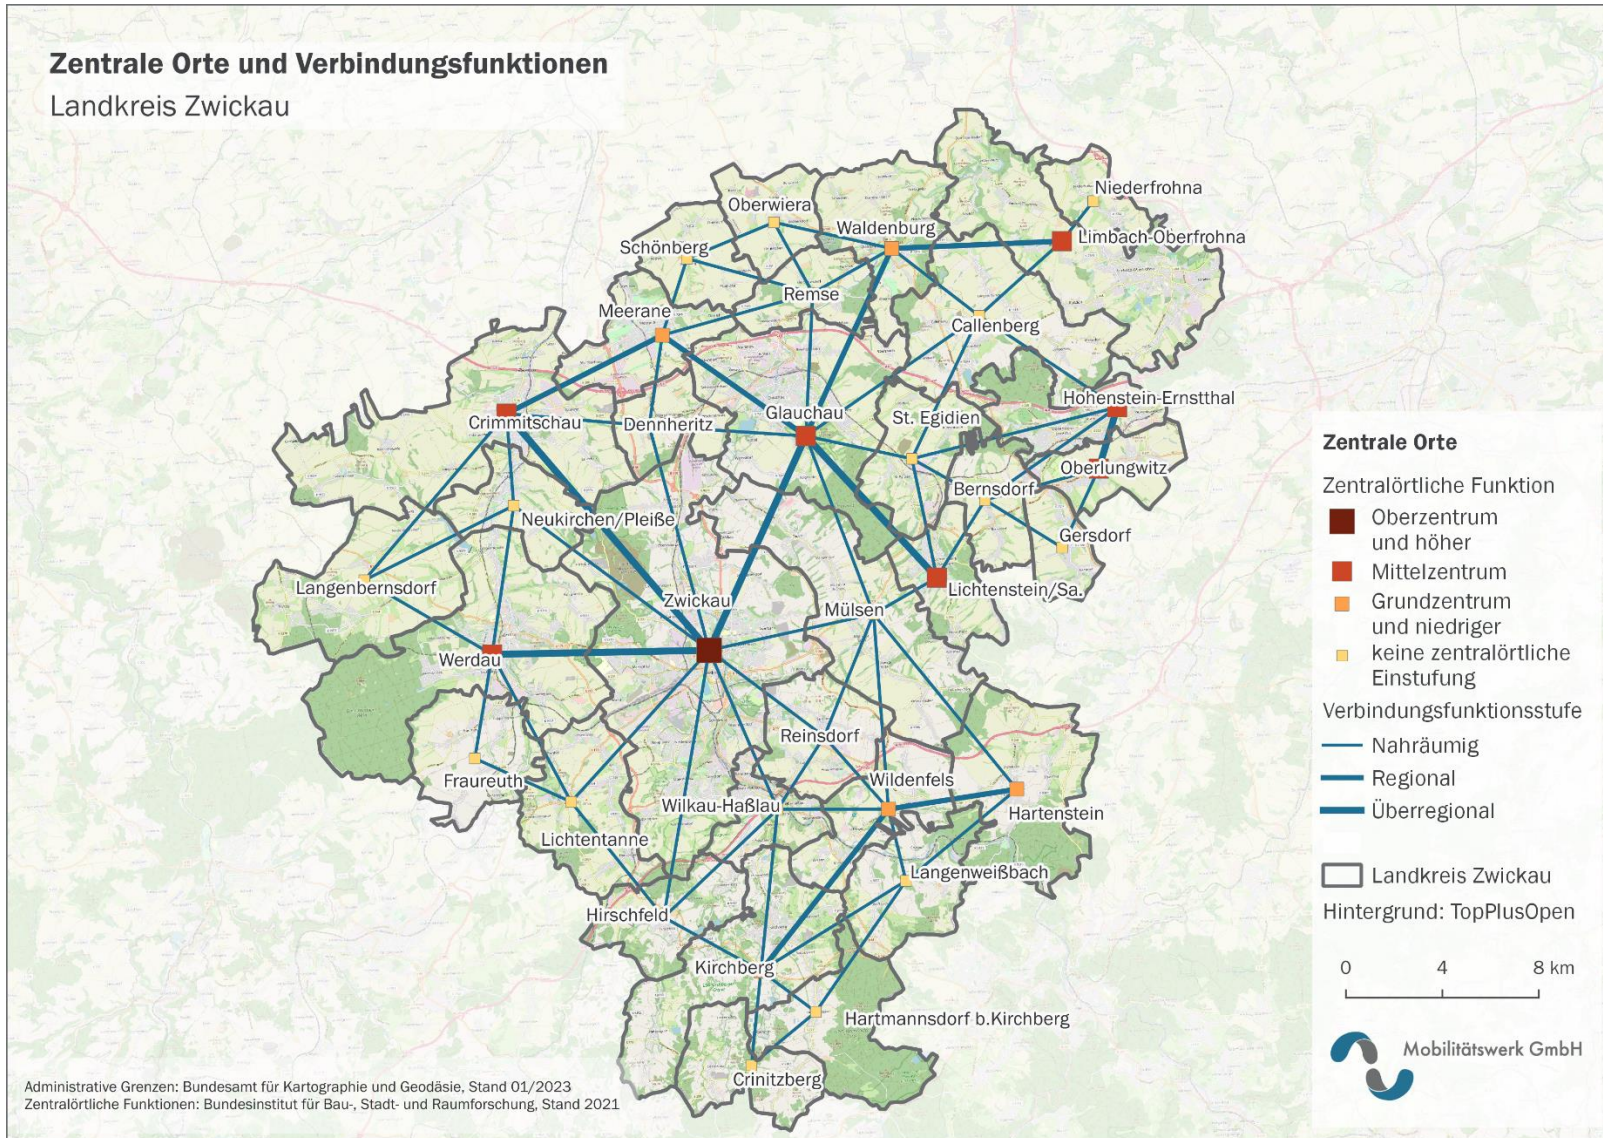 Zentrale Orte und Verbindungsfunktionen
Landkreis Zwickau
Niederfrohna
Oberwiera
Waldenburg
Limbach-Oberfrohna
Schönberg
Remse
Meerane
Callenberg
Hohenstein-Ernstthal
Glauchau
St. Egidien
Crimmitschau
Dennheritz
Oberlungwitz
Bernsdorf
Neukirchen/Pleiße
Gersdorf
Langenbernsdorf
Lichtenstein/Sa.
Zwickau
Mülsen
Werdau
Reinsdorf
Fraureuth
Wildenfels
Wilkau-Haßlau
Hartenstein
Lichtentanne
Langenweißbach
Hirschfeld
Kirchberg
Hartmannsdorf b.Kirchberg
Crinitzberg
Zentrale Orte
Zentralörtliche Funktion
Oberzentrum
und höher
Mittelzentrum
Grundzentrum
und niedriger
keine zentralörtliche
Einstufung
Verbindungsfunktionsstufe
Nahräumig
Regional
Überregional
Landkreis Zwickau
Hintergrund: TopPlusOpen
0 4 8 km
Mobilitätswerk GmbH
Administrative Grenzen: Bundesamt für Kartographie und Geodäsie, Stand 01/2023
Zentralörtliche Funktionen: Bundesinstitut für Bau-, Stadt- und Raumforschung, Stand 2021